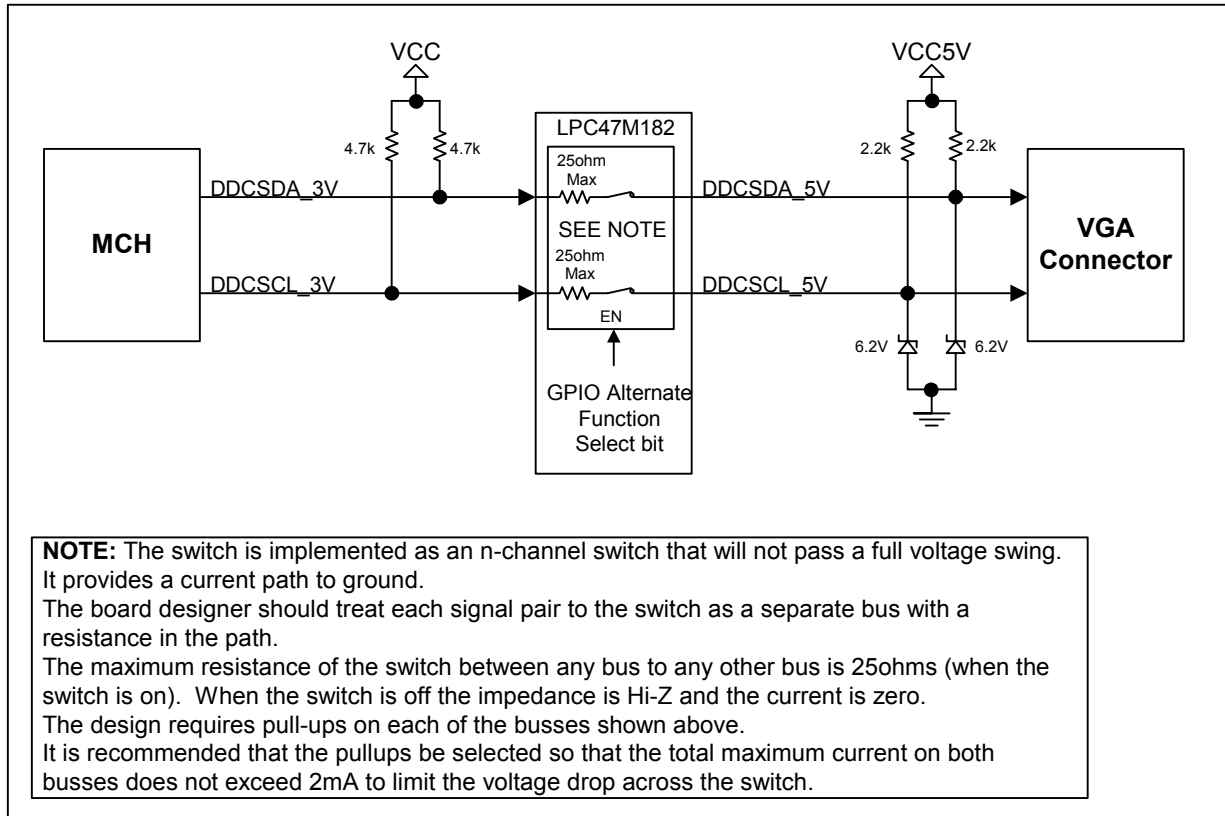 VCC
VCC5V
LPC47M182
4.7k
4.7k
25ohm
Max
2.2k
2.2k
DDCSDA_3V
DDCSDA_5V
MCH
SEE NOTE
VGA
Connector
25ohm
Max
DDCSCL_3V
DDCSCL_5V
EN
6.2V
6.2V
GPIO Alternate
Function
Select bit
NOTE: The switch is implemented as an n-channel switch that will not pass a full voltage swing.
It provides a current path to ground.
The board designer should treat each signal pair to the switch as a separate bus with a
resistance in the path.
The maximum resistance of the switch between any bus to any other bus is 25ohms (when the
switch is on). When the switch is off the impedance is Hi-Z and the current is zero.
The design requires pull-ups on each of the busses shown above.
It is recommended that the pullups be selected so that the total maximum current on both
busses does not exceed 2mA to limit the voltage drop across the switch.